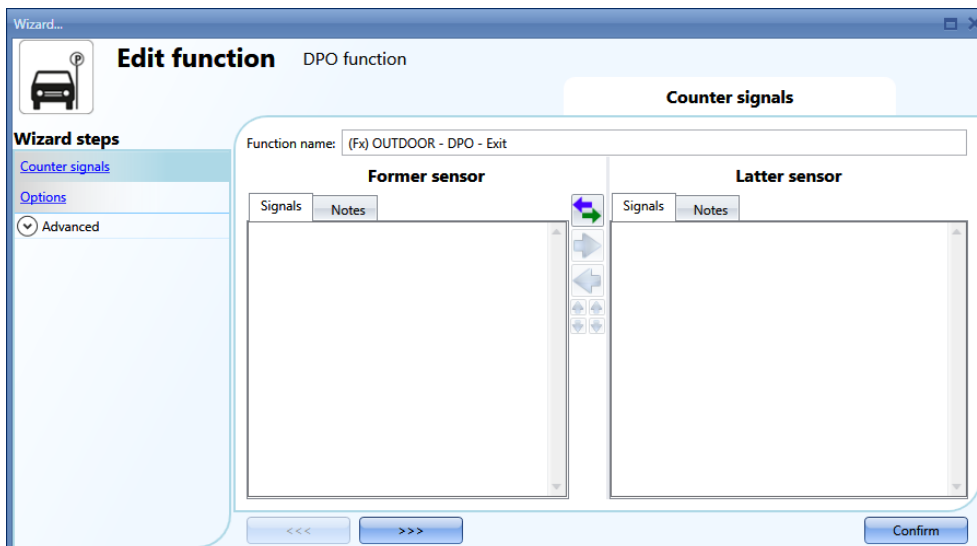 Wizard...
P
Edit function DPO function
Counter signals
Wizard steps
Counter signals
Options
Advanced
Function name: (Fx) OUTDOOR - DPO - Exit
Former sensor
Latter sensor
Signals Notes
Signals Notes
<<< >>> Confirm